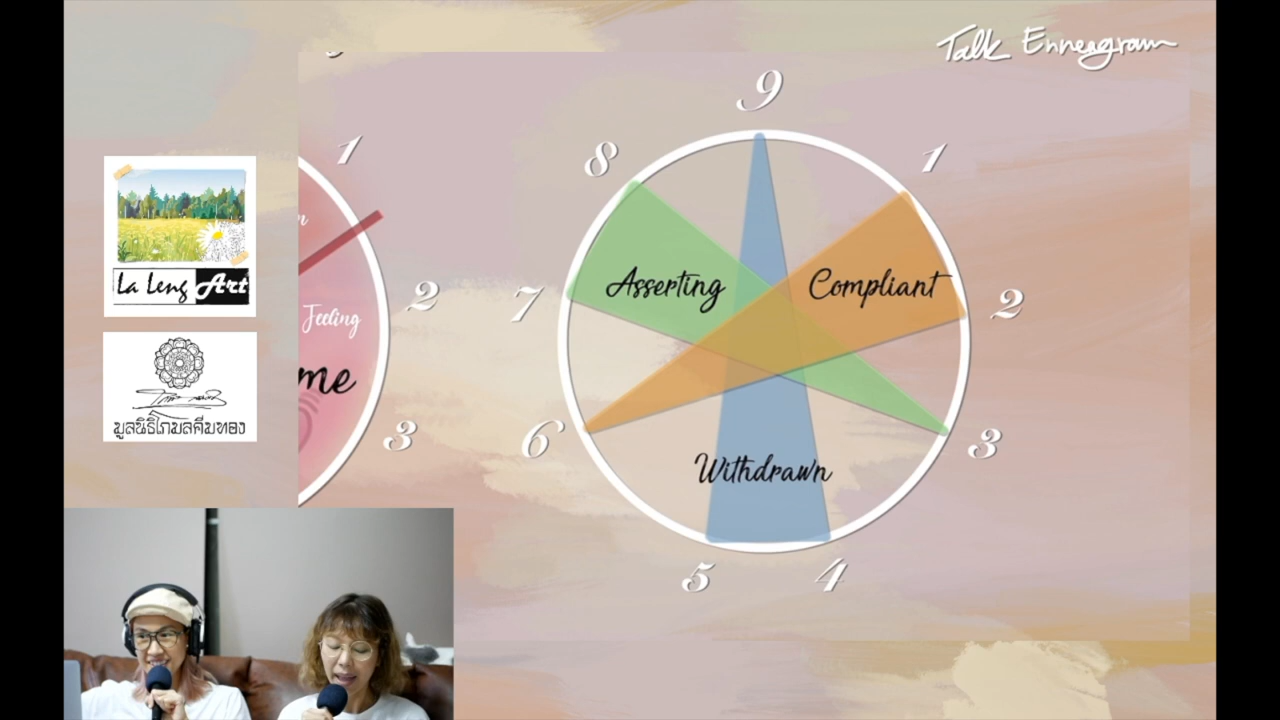 Talk Enneagram
9
8
1
1
Asserting
Compliant
2
7
2
Feeling
me
3
6
3
Withdrawn
5
4
La Leng Art
มูลนิธิโกมลคีมทอง